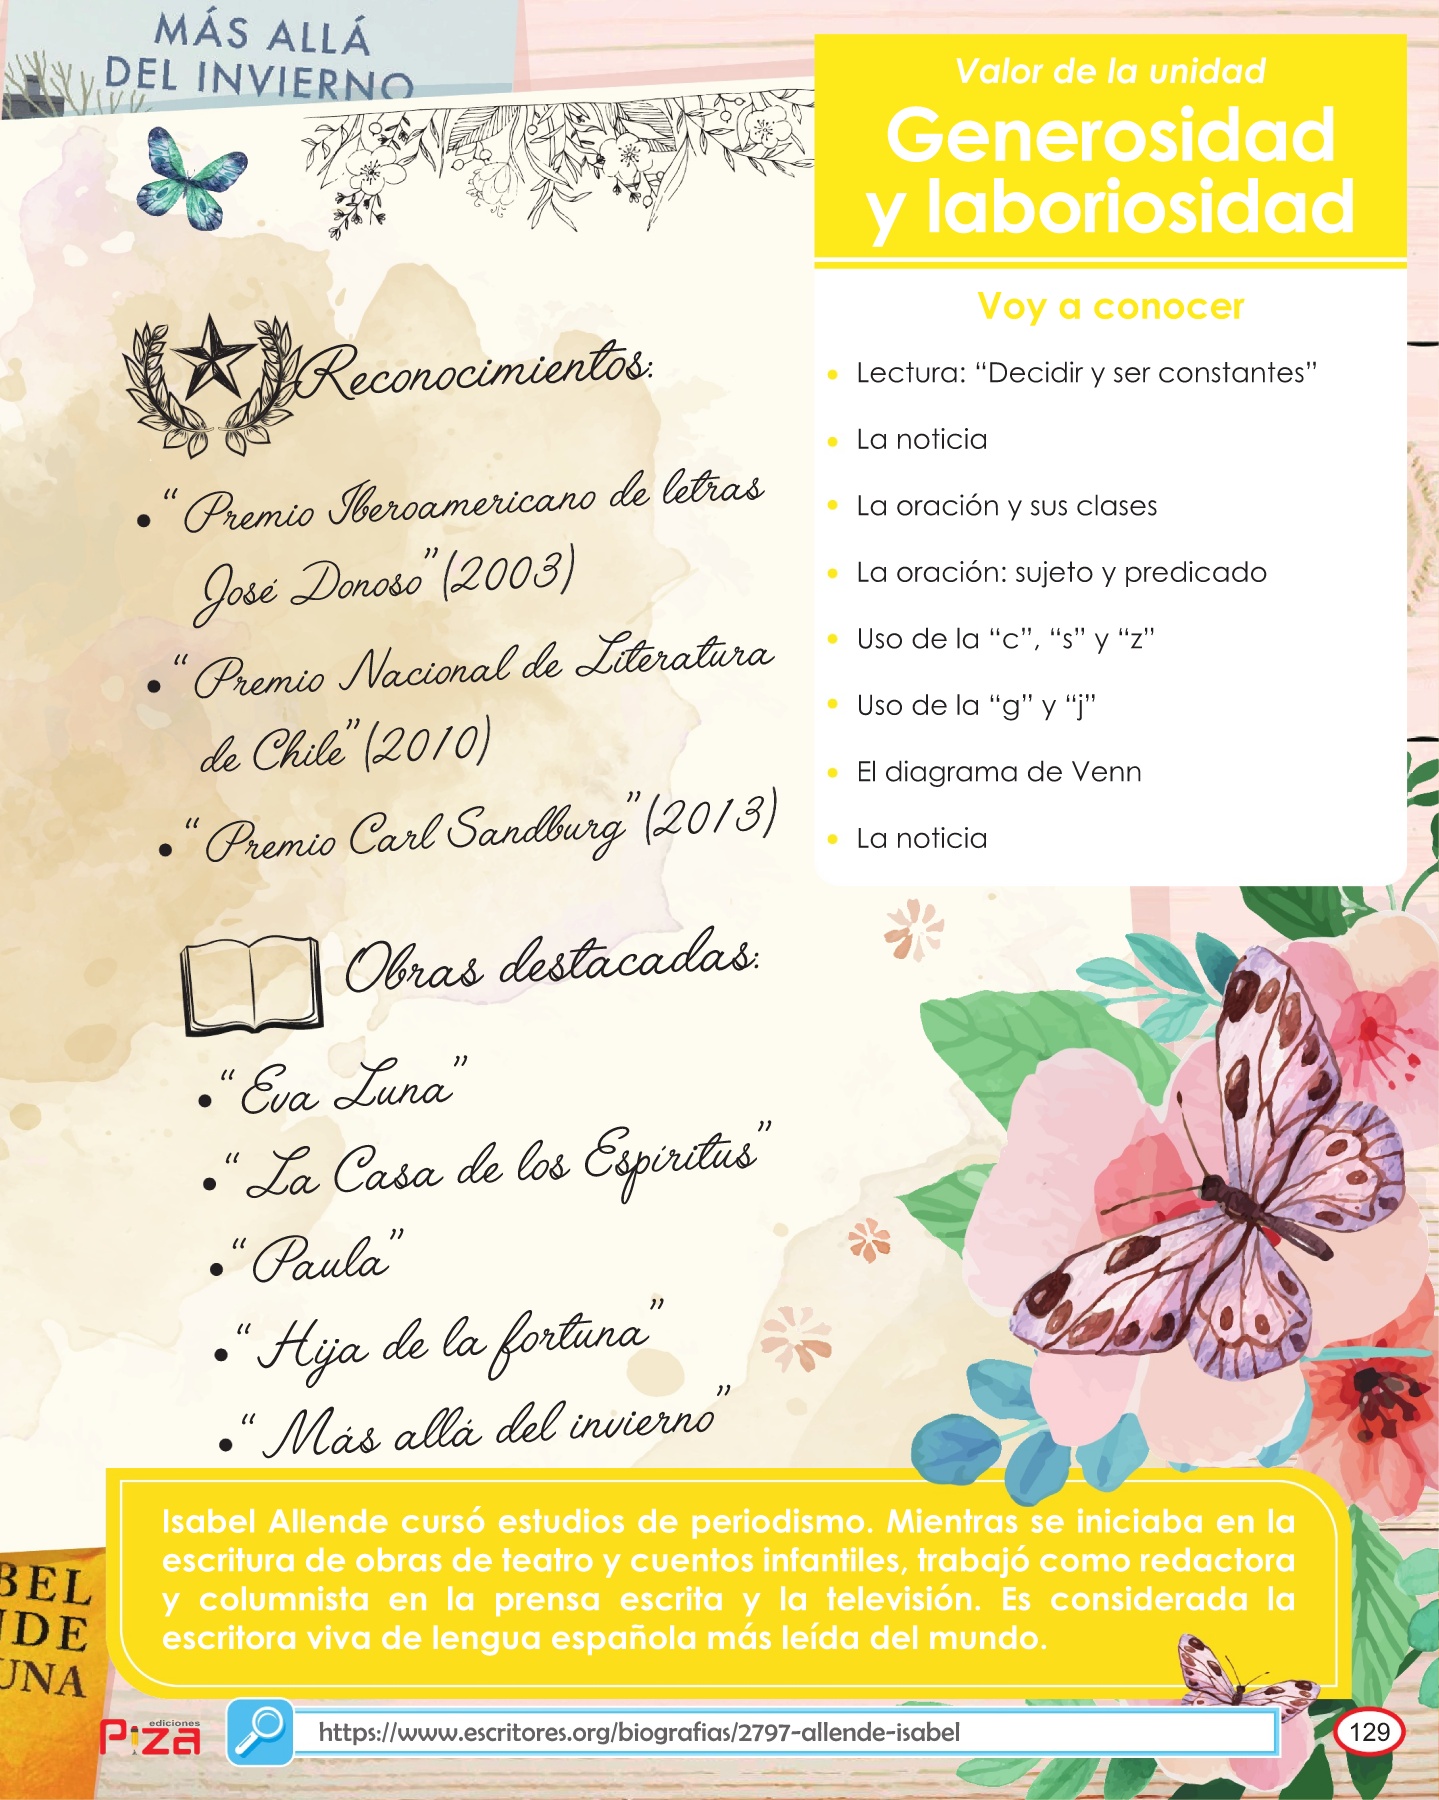 MÁS ALLÁ
DEL INVIERNO
Valor de la unidad
Generosidad
y laboriosidad
Voy a conocer
• Lectura: “Decidir y ser constantes”
• La noticia
• La oración y sus clases
• La oración: sujeto y predicado
• Uso de la “c”, “s” y “z”
• Uso de la “g” y “j”
• El diagrama de Venn
• La noticia
Reconocimientos:
• “Premio Iberoamericano de letras
José Donoso” (2003)
• “Premio Nacional de Literatura
de Chile” (2010)
• “Premio Carl Sandburg” (2013)
Obras destacadas:
• “Eva Luna”
• “La Casa de los Espíritus”
• “Paula”
• “Hija de la fortuna”
• “Más allá del invierno”
Isabel Allende cursó estudios de periodismo. Mientras se iniciaba en la
escritura de obras de teatro y cuentos infantiles, trabajó como redactora
y columnista en la prensa escrita y la televisión. Es considerada la
escritora viva de lengua española más leída del mundo.
BEL
NDE
UNA
ediciones
Piza
https://www.escritores.org/biografias/2797-allende-isabel
129